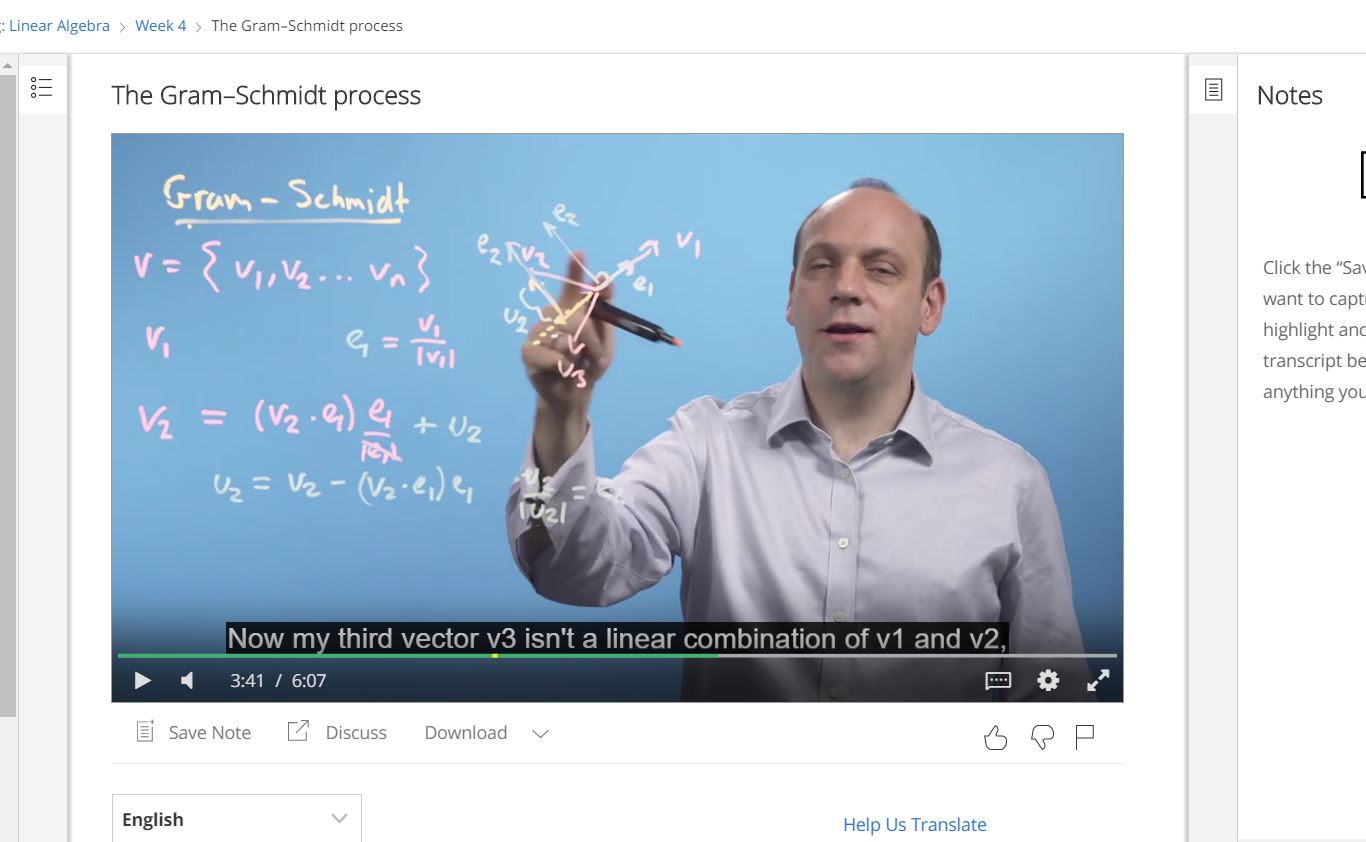 : Linear Algebra > Week 4 > The Gram–Schmidt process
The Gram–Schmidt process
Gram – Schmidt
V = { v₁, v₂ ... vₙ }
v₁
e₁ = v₁/|v₁|
v₂ = (v₂ · e₁) e₁/|e₁| + u₂
u₂ = v₂ – (v₂·e₁) e₁
u₂/|u₂| = e₂
e₂
e₂
v₂
v₁
e₁
u₂
v₃
Now my third vector v3 isn't a linear combination of v1 and v2,
3:41 / 6:07
Save Note
Discuss
Download
English
Help Us Translate
Notes
Click the “Sav
want to capt
highlight and
transcript be
anything you